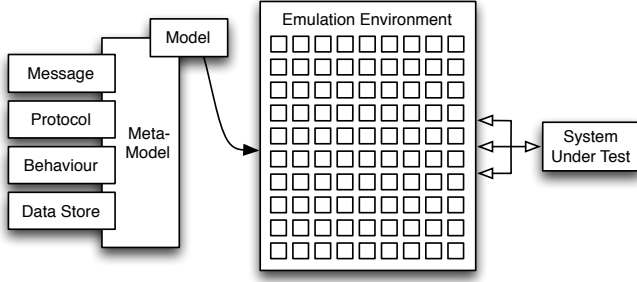 Emulation Environment
Model
Message
Protocol
Behaviour
Data Store
Meta-
Model
System
Under Test